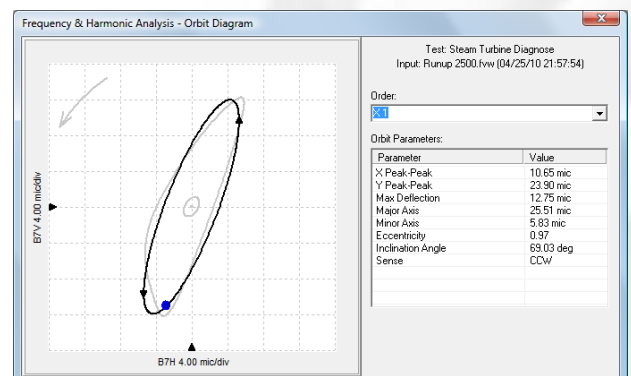 Frequency & Harmonic Analysis - Orbit Diagram
Test: Steam Turbine Diagnose
Input: Runup 2500.fvw (04/25/10 21:57:54)
Order:
X1
Orbit Parameters:
Parameter Value
X Peak-Peak 10.65 mic
Y Peak-Peak 23.90 mic
Max Deflection 12.75 mic
Major Axis 25.51 mic
Minor Axis 5.83 mic
Eccentricity 0.97
Inclination Angle 69.03 deg
Sense CCW
B7V 4.00 mic/div
B7H 4.00 mic/div